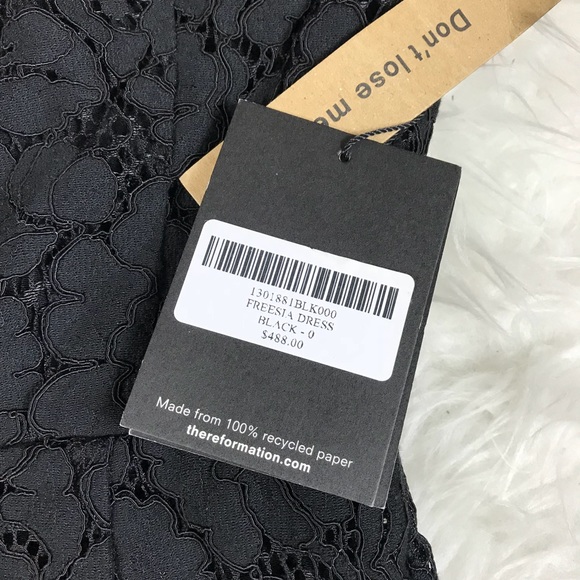 Don't lose me
1301881BLK000
FREESIA DRESS
BLACK - 0
$488.00
Made from 100% recycled paper
thereformation.com